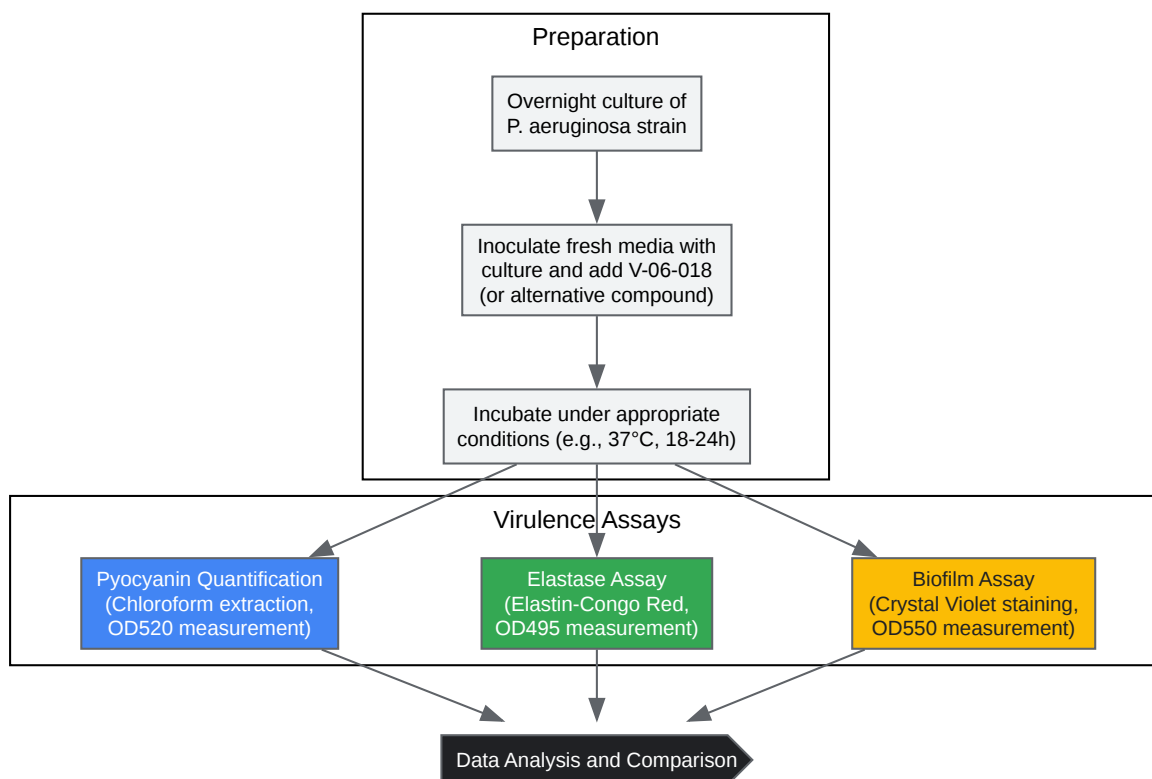 Preparation
Overnight culture of
P. aeruginosa strain
Inoculate fresh media with
culture and add V-06-018
(or alternative compound)
Incubate under appropriate
conditions (e.g., 37°C, 18-24h)
Virulence Assays
Pyocyanin Quantification
(Chloroform extraction,
OD520 measurement)
Elastase Assay
(Elastin-Congo Red,
OD495 measurement)
Biofilm Assay
(Crystal Violet staining,
OD550 measurement)
Data Analysis and Comparison